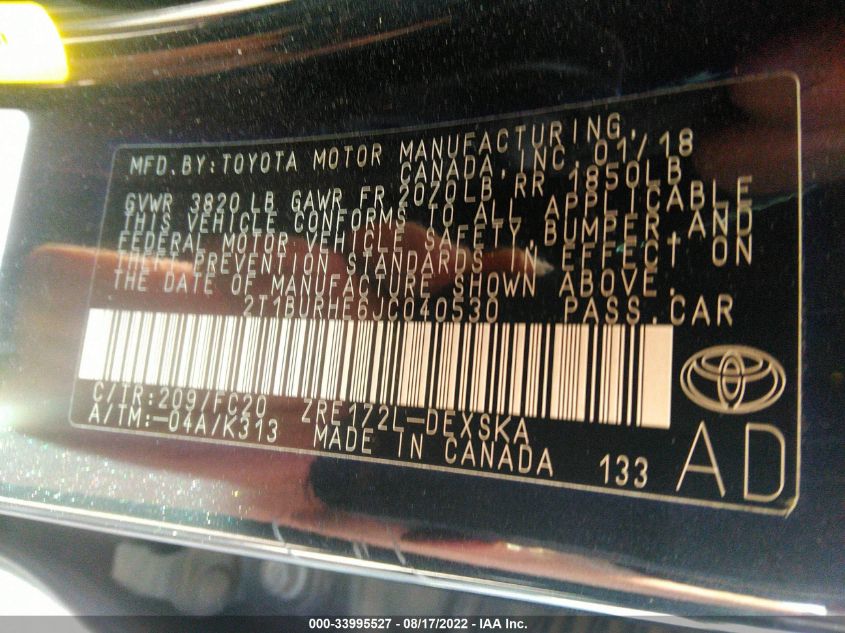 MFD.BY:TOYOTA MOTOR MANUFACTURING,
CANADA,INC. 01/18
GVWR 3820 LB GAWR FR 2070LB RR 1850LB
THIS VEHICLE CONFORMS TO ALL APPLICABLE
FEDERAL MOTOR VEHICLE SAFETY,BUMPER AND
THEFT PREVENTION STANDARDS IN EFFECT ON
THE DATE OF MANUFACTURE SHOWN ABOVE.
2T1BURHE6JC040530 PASS.CAR
C/TR:209/FC20 ZRE172L-DEXSKA
A/TM:-04A/K313 MADE IN CANADA 133 AD
000-33995527 - 08/17/2022 - IAA Inc.